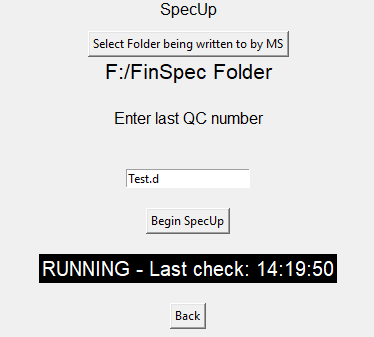 SpecUp
Select Folder being written to by MS
F:/FinSpec Folder
Enter last QC number
Test.d
Begin SpecUp
RUNNING - Last check: 14:19:50
Back